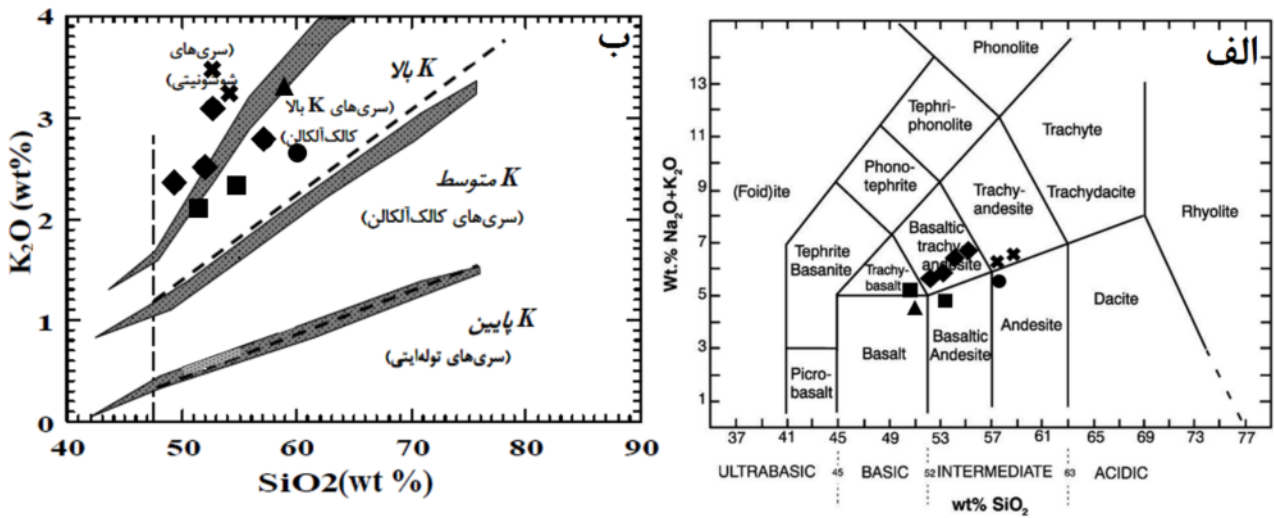 ب
K₂O (wt%)
4
3
2
1
0
(سری‌های
شوشونیتی)
K بالا
(سری‌های K بالا
کالک‌آلکالن)
K متوسط
(سری‌های کالک‌آلکالن)
K پایین
(سری‌های توله‌ایتی)
40 50 60 70 80
SiO2(wt %)
الف
Wt.% Na₂O+K₂O
13
11
9
7
5
3
1
Phonolite
Tephri-
phonolite
Trachyte
Phono-
tephrite
(Foid)ite
Trachy-
andesite
Trachydacite
Rhyolite
Basaltic
trachy
andesite
Tephrite
Basanite
Trachy-
basalt
Dacite
Basalt
Basaltic
Andesite
Andesite
Picro-
basalt
37 41 45 49 53 57 61 65 69 73 77
ULTRABASIC 45 BASIC 52 INTERMEDIATE 63 ACIDIC
wt% SiO₂